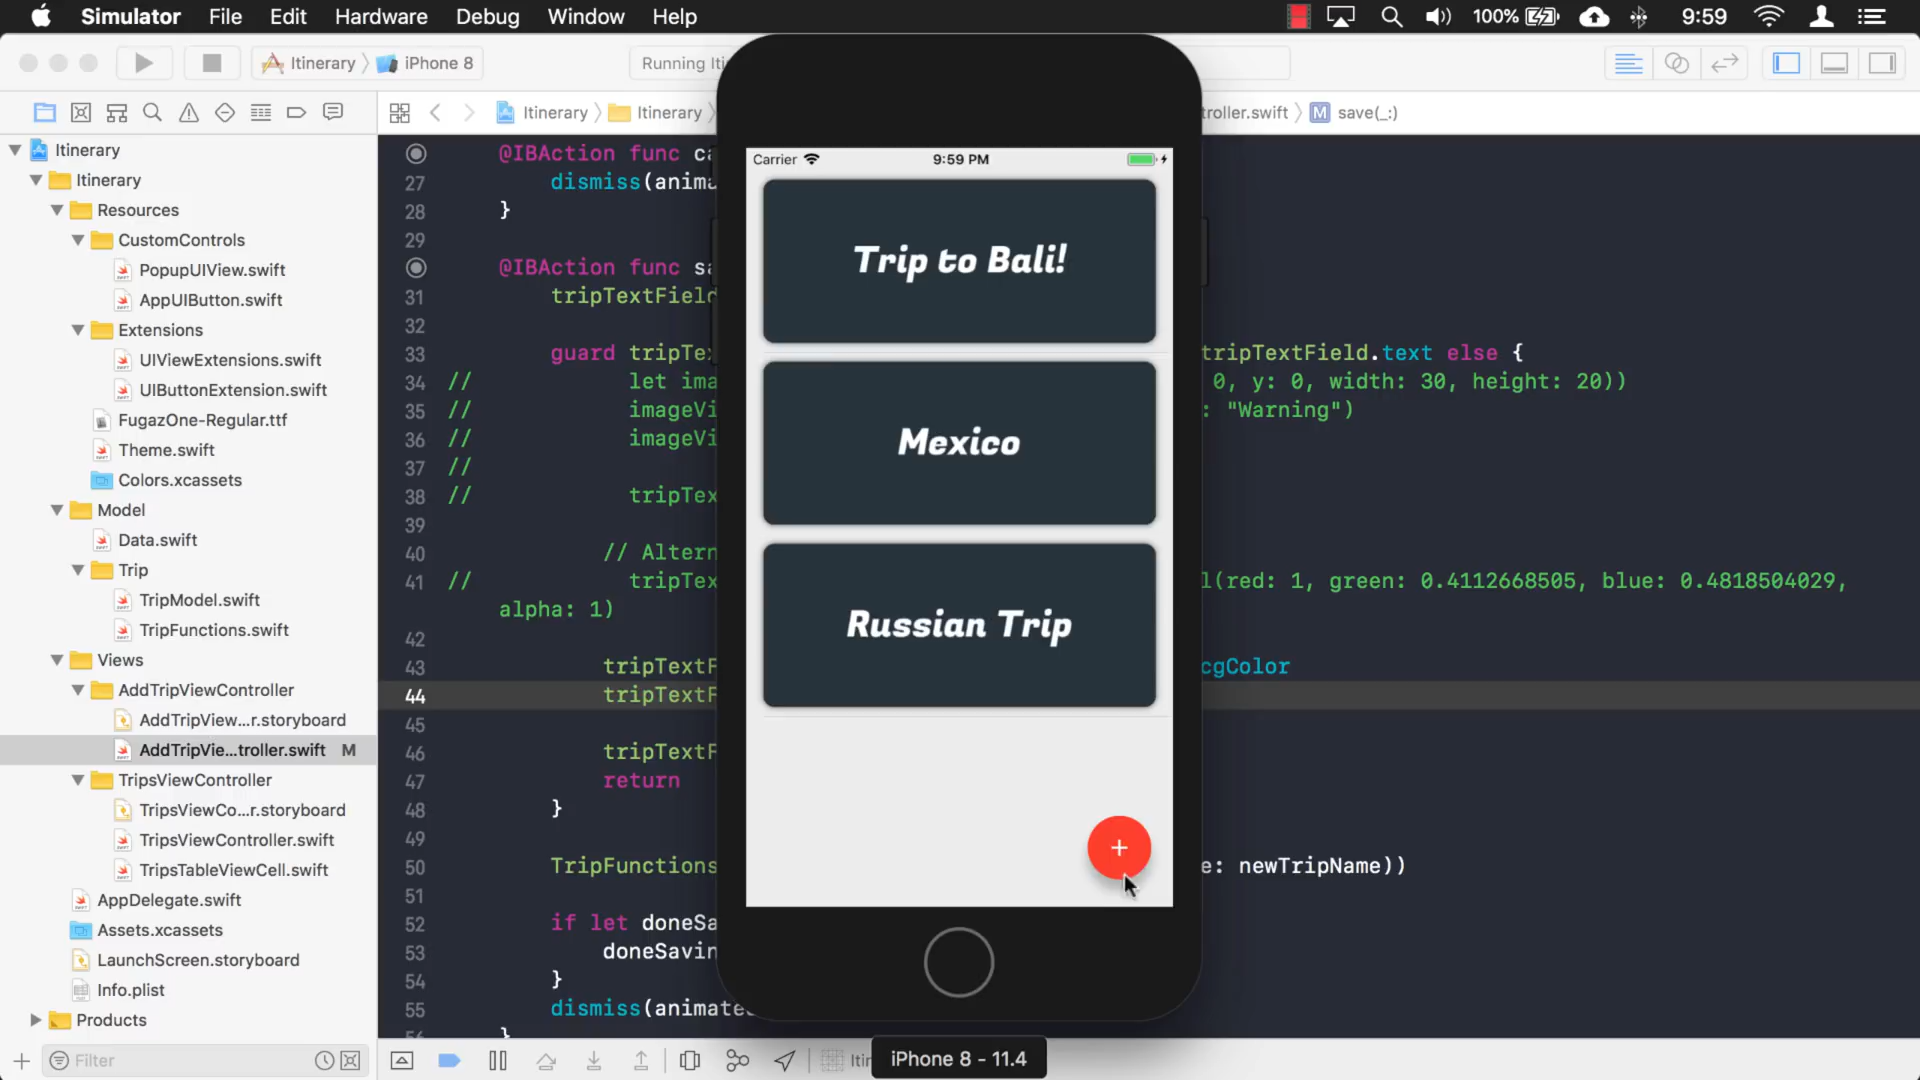 Simulator File Edit Hardware Debug Window Help 100% 9:59
Itinerary iPhone 8 Running
Itinerary Itinerary troller.swift M save(_:)
Itinerary
Itinerary
Resources
CustomControls
PopupUIView.swift
AppUIButton.swift
Extensions
UIViewExtensions.swift
UIButtonExtension.swift
FugazOne-Regular.ttf
Theme.swift
Colors.xcassets
Model
Data.swift
Trip
TripModel.swift
TripFunctions.swift
Views
AddTripViewController
AddTripView...r.storyboard
AddTripVie...troller.swift M
TripsViewController
TripsViewCo...r.storyboard
TripsViewController.swift
TripsTableViewCell.swift
AppDelegate.swift
Assets.xcassets
LaunchScreen.storyboard
Info.plist
Products
Filter
@IBAction func ca
27 dismiss(anima
28 }
29
@IBAction func sa
31 tripTextField
32
33 guard tripTex tripTextField.text else {
34 // let ima 0, y: 0, width: 30, height: 20))
35 // imageVi : "Warning")
36 // imageVi
37 //
38 // tripTex
39
40 // Altern
41 // tripTex l(red: 1, green: 0.4112668505, blue: 0.4818504029,
alpha: 1)
42
43 tripTextF cgColor
44 tripTextF
45
46 tripTextF
47 return
48 }
49
50 TripFunctions e: newTripName))
51
52 if let doneSa
53 doneSavin
54 }
55 dismiss(animate
}
Carrier 9:59 PM
Trip to Bali!
Mexico
Russian Trip
+
iPhone 8 - 11.4